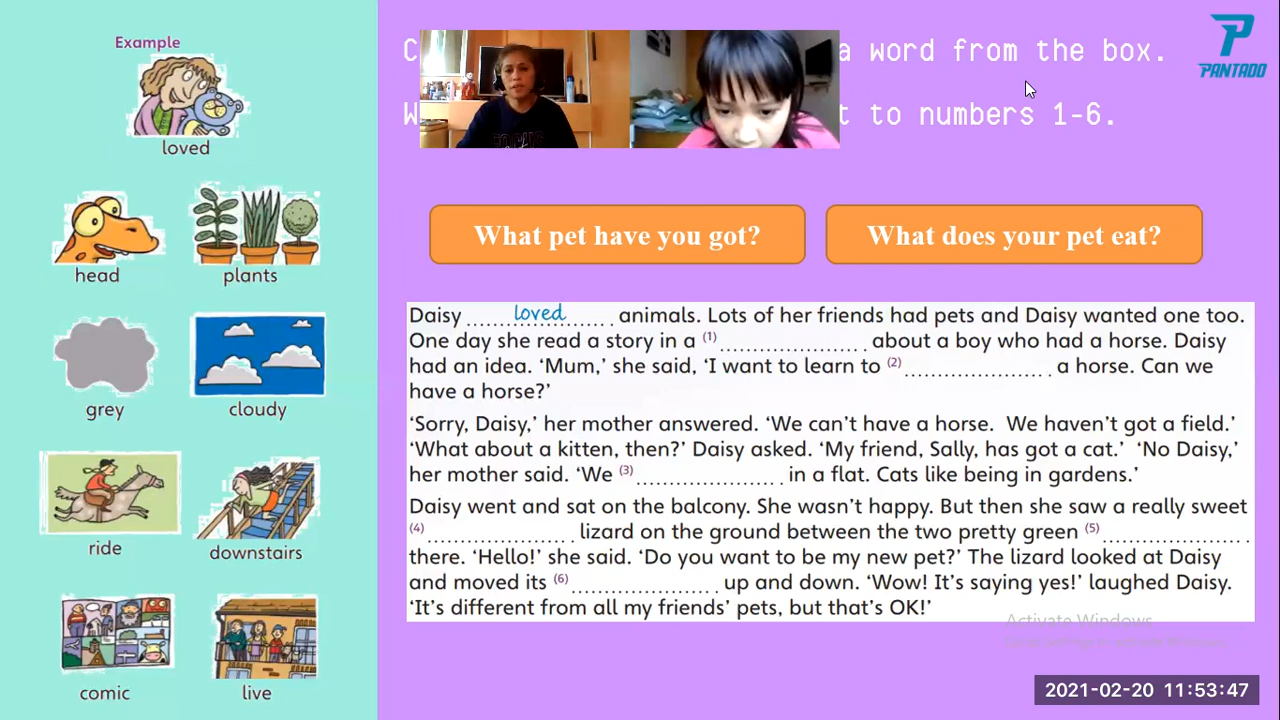 Example
loved
head
plants
grey
cloudy
ride
downstairs
comic
live
a word from the box.
to numbers 1-6.
PANTADO
What pet have you got?
What does your pet eat?
Daisy ........loved........ animals. Lots of her friends had pets and Daisy wanted one too.
One day she read a story in a (1) ...................... about a boy who had a horse. Daisy
had an idea. ‘Mum,’ she said, ‘I want to learn to (2) ...................... a horse. Can we
have a horse?’
‘Sorry, Daisy,’ her mother answered. ‘We can’t have a horse. We haven’t got a field.’
‘What about a kitten, then?’ Daisy asked. ‘My friend, Sally, has got a cat.’ ‘No Daisy,’
her mother said. ‘We (3) ...................... in a flat. Cats like being in gardens.’
Daisy went and sat on the balcony. She wasn’t happy. But then she saw a really sweet
(4) ...................... lizard on the ground between the two pretty green (5) ......................
there. ‘Hello!’ she said. ‘Do you want to be my new pet?’ The lizard looked at Daisy
and moved its (6) ...................... up and down. ‘Wow! It’s saying yes!’ laughed Daisy.
‘It’s different from all my friends’ pets, but that’s OK!’
Activate Windows
2021-02-20 11:53:47